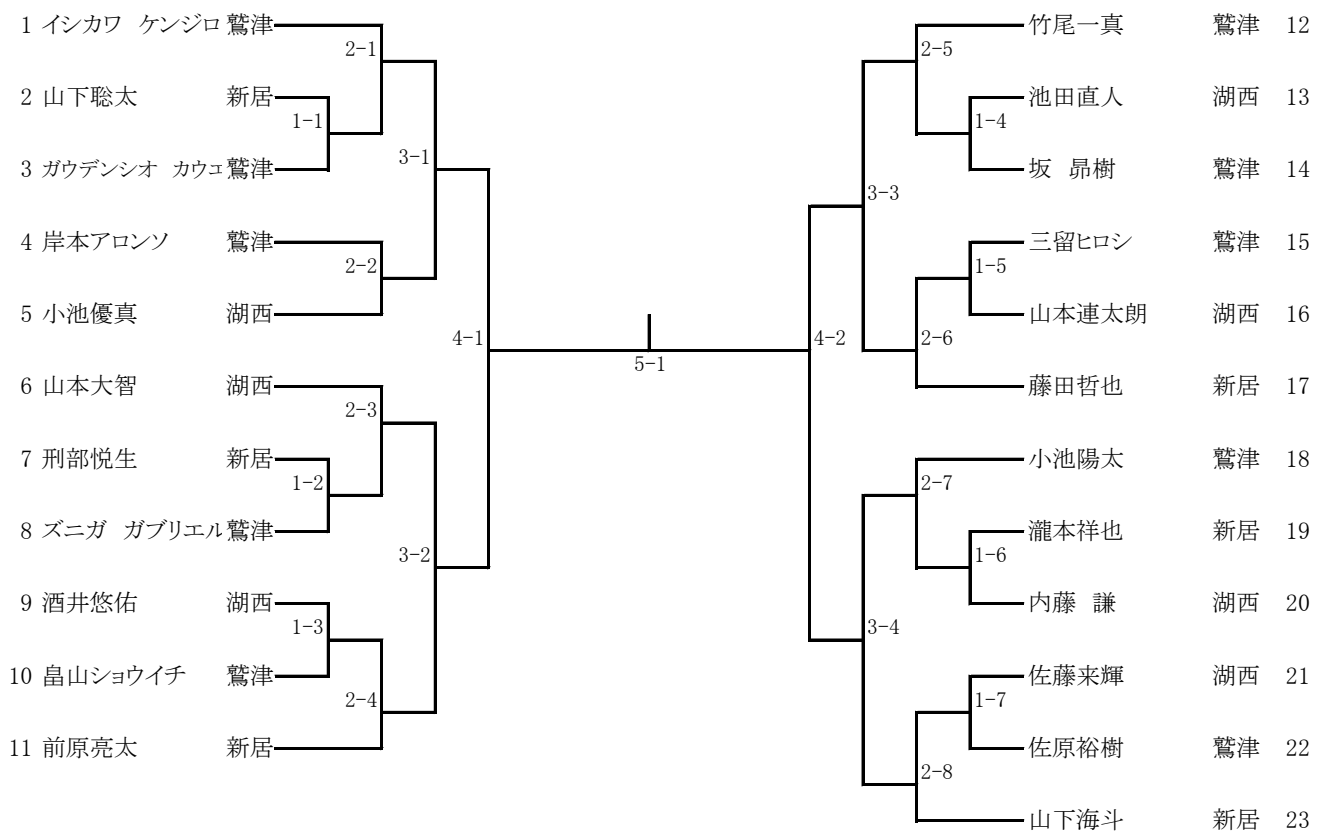 1 イシカワ ケンジロ 鷲津
2-1
2 山下聡太 新居
1-1
3 ガウデンシオ カウエ 鷲津
3-1
4 岸本アロンソ 鷲津
2-2
5 小池優真 湖西
4-1
6 山本大智 湖西
2-3
7 刑部悦生 新居
1-2
8 ズニガ ガブリエル 鷲津
3-2
9 酒井悠佑 湖西
1-3
10 畠山ショウイチ 鷲津
2-4
11 前原亮太 新居
5-1
竹尾一真 鷲津 12
2-5
池田直人 湖西 13
1-4
坂 昴樹 鷲津 14
3-3
三留ヒロシ 鷲津 15
1-5
山本連太朗 湖西 16
4-2
2-6
藤田哲也 新居 17
小池陽太 鷲津 18
2-7
瀧本祥也 新居 19
1-6
内藤 謙 湖西 20
3-4
佐藤来輝 湖西 21
1-7
佐原裕樹 鷲津 22
2-8
山下海斗 新居 23